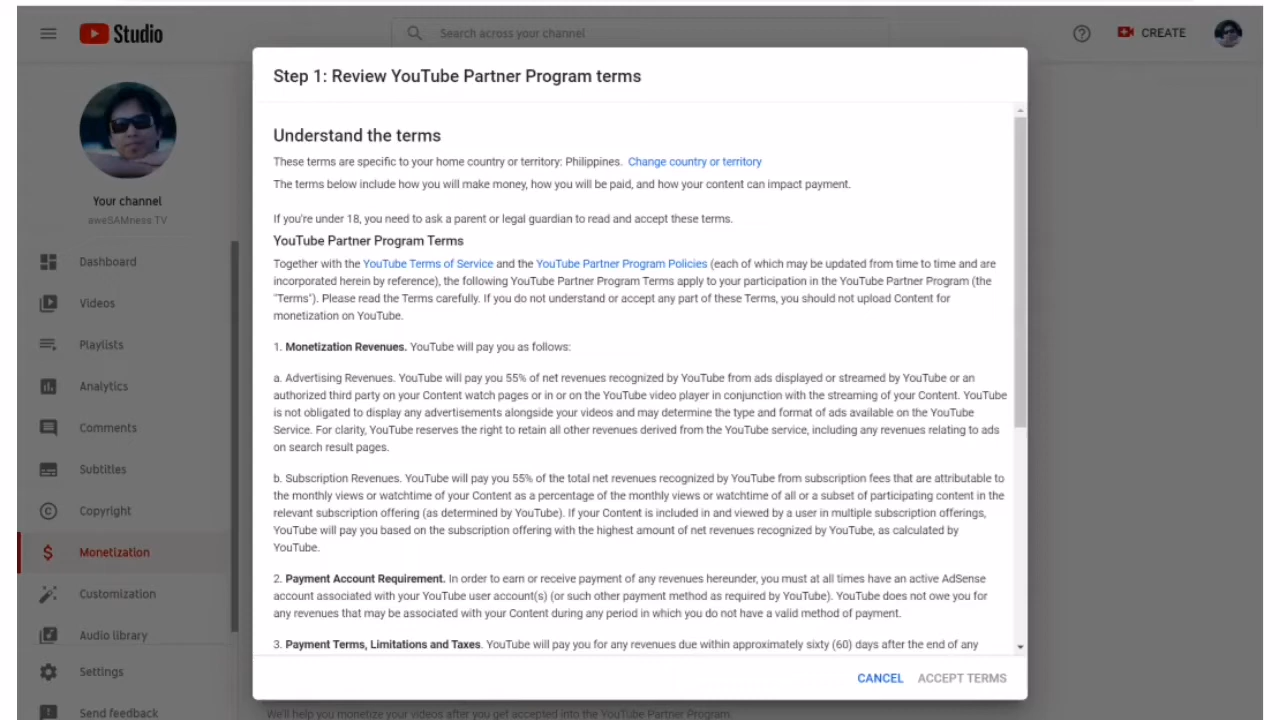 Studio
Search across your channel
CREATE
Step 1: Review YouTube Partner Program terms
Your channel
aweSAMness TV
Dashboard
Videos
Playlists
Analytics
Comments
Subtitles
Copyright
Monetization
Customization
Audio library
Settings
Send feedback
Understand the terms
These terms are specific to your home country or territory: Philippines. Change country or territory
The terms below include how you will make money, how you will be paid, and how your content can impact payment.
If you're under 18, you need to ask a parent or legal guardian to read and accept these terms.
YouTube Partner Program Terms
Together with the YouTube Terms of Service and the YouTube Partner Program Policies (each of which may be updated from time to time and are
incorporated herein by reference), the following YouTube Partner Program Terms apply to your participation in the YouTube Partner Program (the
"Terms"). Please read the Terms carefully. If you do not understand or accept any part of these Terms, you should not upload Content for
monetization on YouTube.
1. Monetization Revenues. YouTube will pay you as follows:
a. Advertising Revenues. YouTube will pay you 55% of net revenues recognized by YouTube from ads displayed or streamed by YouTube or an
authorized third party on your Content watch pages or in or on the YouTube video player in conjunction with the streaming of your Content. YouTube
is not obligated to display any advertisements alongside your videos and may determine the type and format of ads available on the YouTube
Service. For clarity, YouTube reserves the right to retain all other revenues derived from the YouTube service, including any revenues relating to ads
on search result pages.
b. Subscription Revenues. YouTube will pay you 55% of the total net revenues recognized by YouTube from subscription fees that are attributable to
the monthly views or watchtime of your Content as a percentage of the monthly views or watchtime of all or a subset of participating content in the
relevant subscription offering (as determined by YouTube). If your Content is included in and viewed by a user in multiple subscription offerings,
YouTube will pay you based on the subscription offering with the highest amount of net revenues recognized by YouTube, as calculated by
YouTube.
2. Payment Account Requirement. In order to earn or receive payment of any revenues hereunder, you must at all times have an active AdSense
account associated with your YouTube user account(s) (or such other payment method as required by YouTube). YouTube does not owe you for
any revenues that may be associated with your Content during any period in which you do not have a valid method of payment.
3. Payment Terms, Limitations and Taxes. YouTube will pay you for any revenues due within approximately sixty (60) days after the end of any
CANCEL ACCEPT TERMS
We'll help you monetize your videos after you get accepted into the YouTube Partner Program.